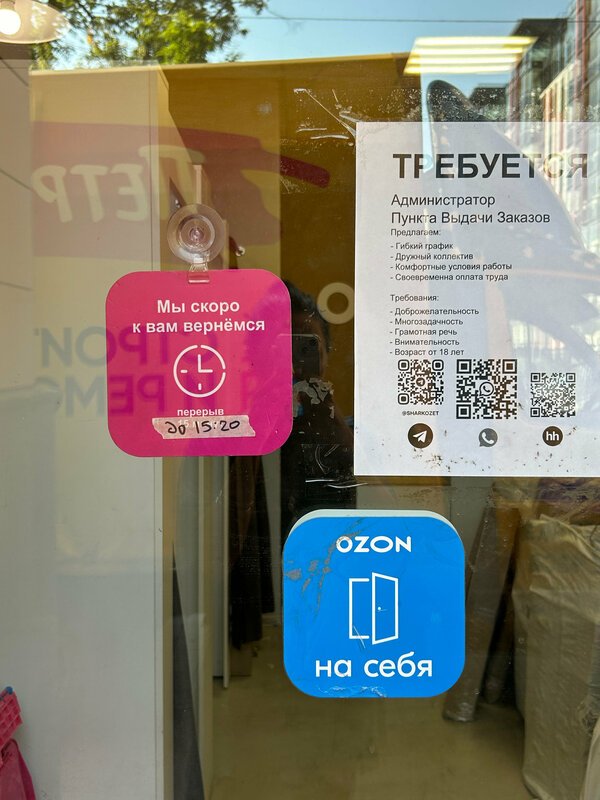 Мы скоро
к вам вернёмся
перерыв
до 15:20
ТРЕБУЕТСЯ
Администратор
Пункта Выдачи Заказов
Предлагаем:
- Гибкий график
- Дружный коллектив
- Комфортные условия работы
- Своевременна оплата труда
Требования:
- Доброжелательность
- Многозадачность
- Грамотная речь
- Внимательность
- Возраст от 18 лет
@SHARKOZET
hh
OZON
на себя